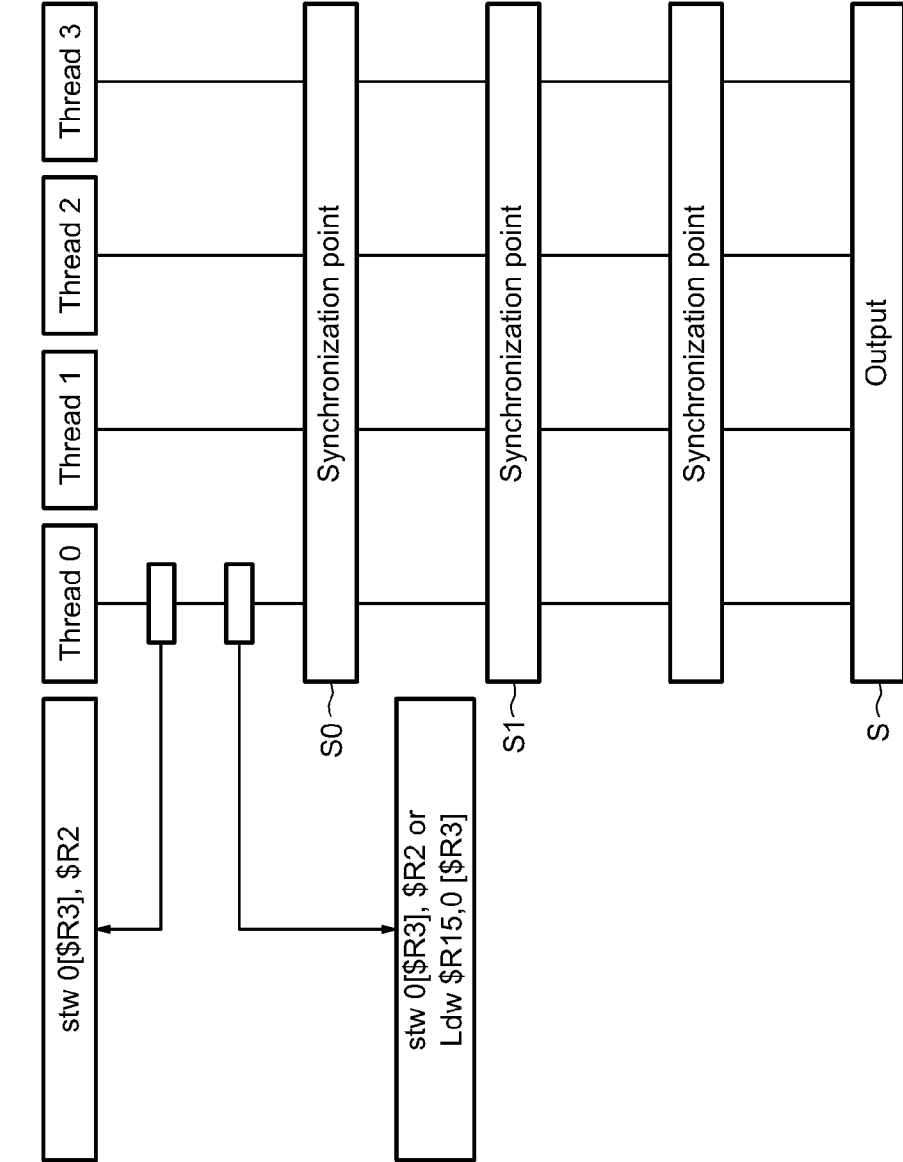 Thread 0
Thread 1
Thread 2
Thread 3
stw 0[$R3], $R2
stw 0[$R3], $R2 or
Ldw $R15,0 [$R3]
S0
Synchronization point
S1
Synchronization point
Synchronization point
S
Output